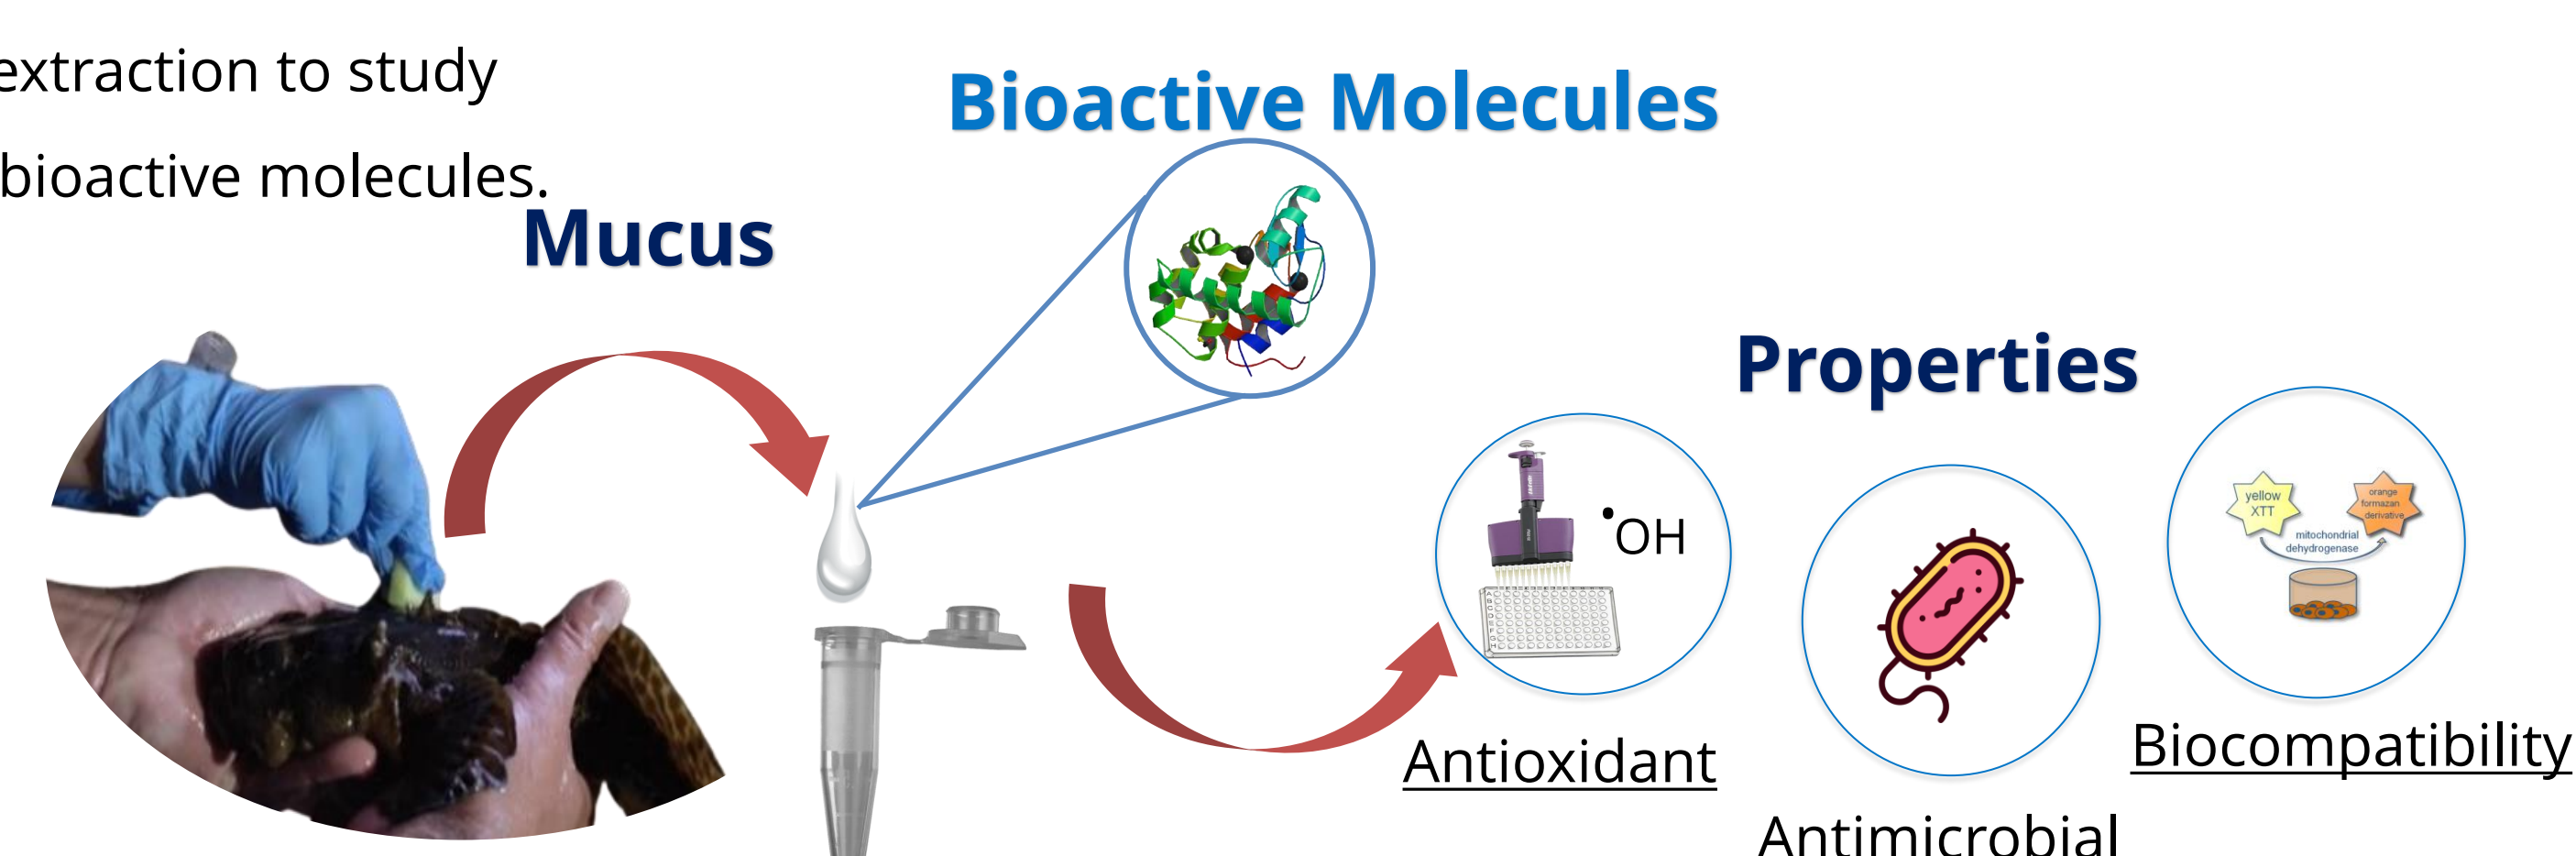 extraction to study
bioactive molecules.
Bioactive Molecules
Mucus
Properties
•OH
yellow
XTT
orange
formazan
derivative
mitochondrial
dehydrogenase
Antioxidant
Biocompatibility
Antimicrobial